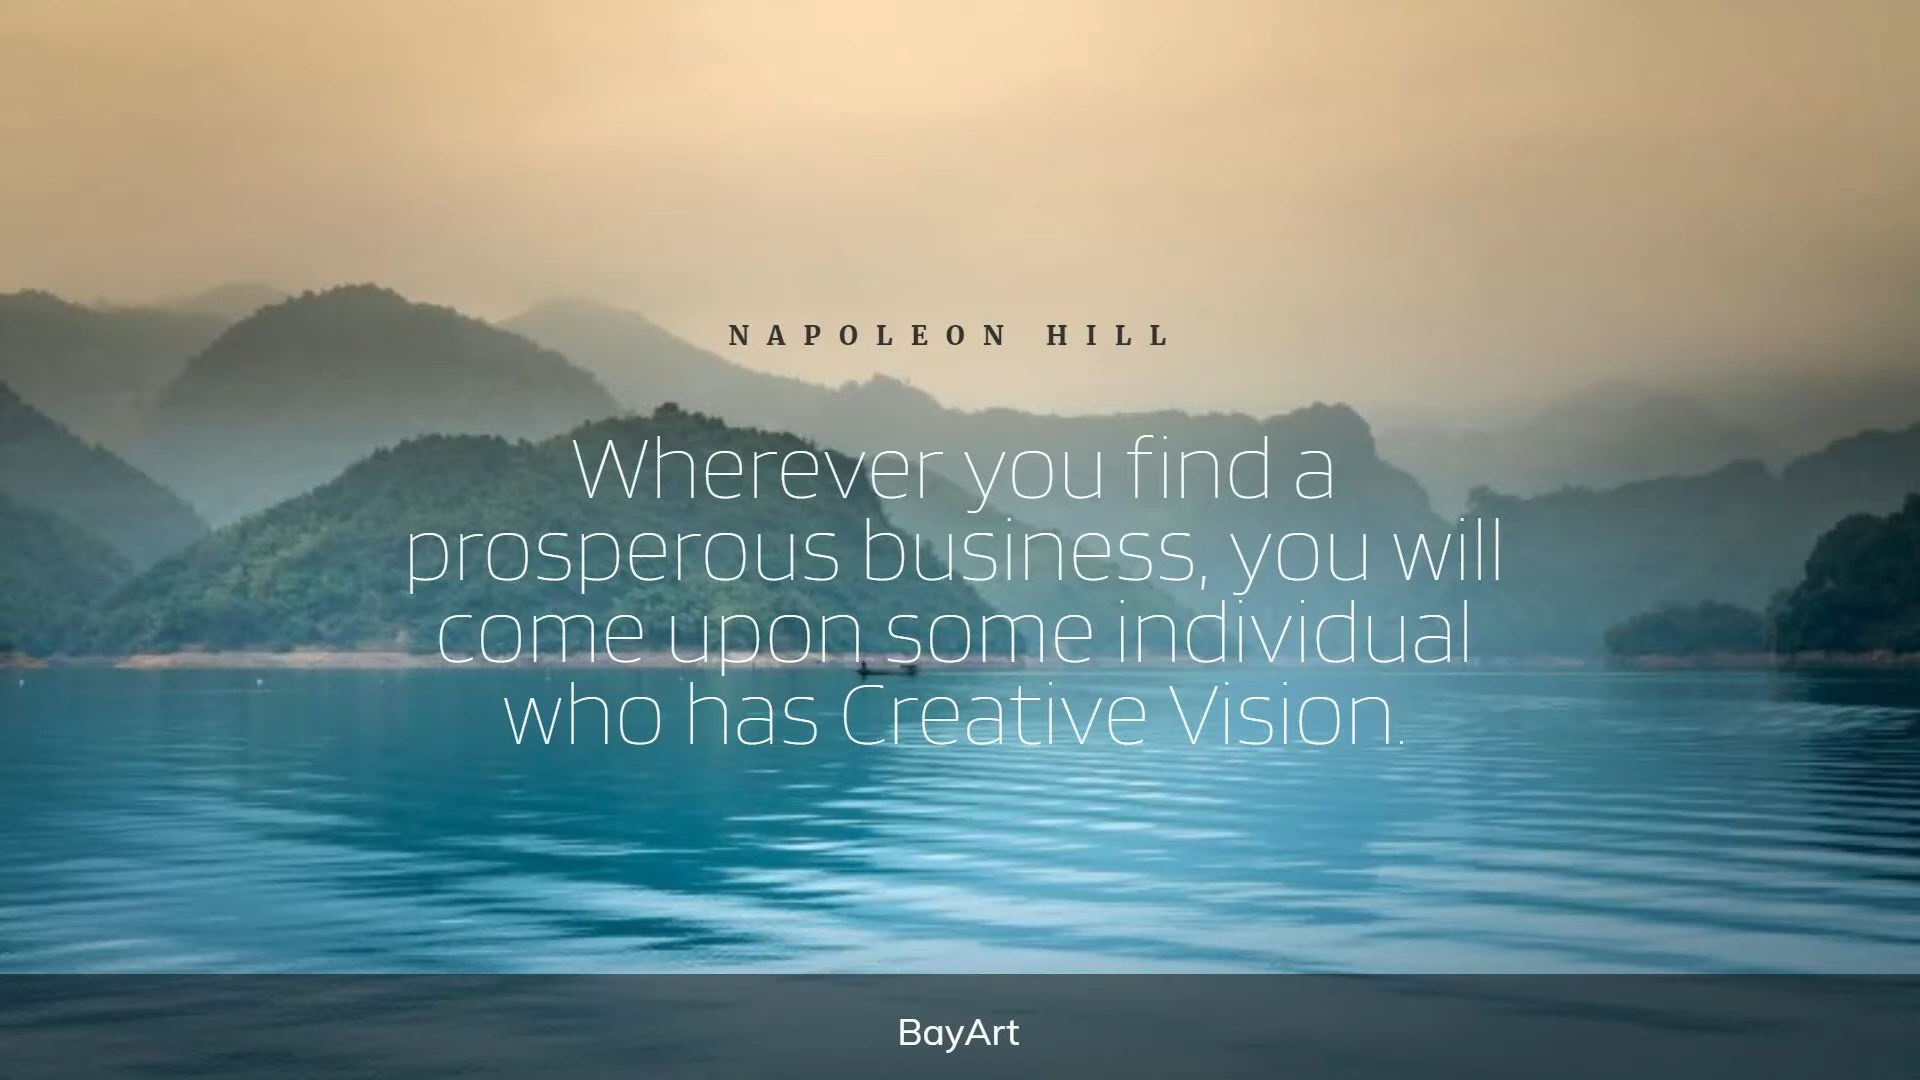 NAPOLEON HILL
Wherever you find a
prosperous business, you will
come upon some individual
who has Creative Vision.
BayArt